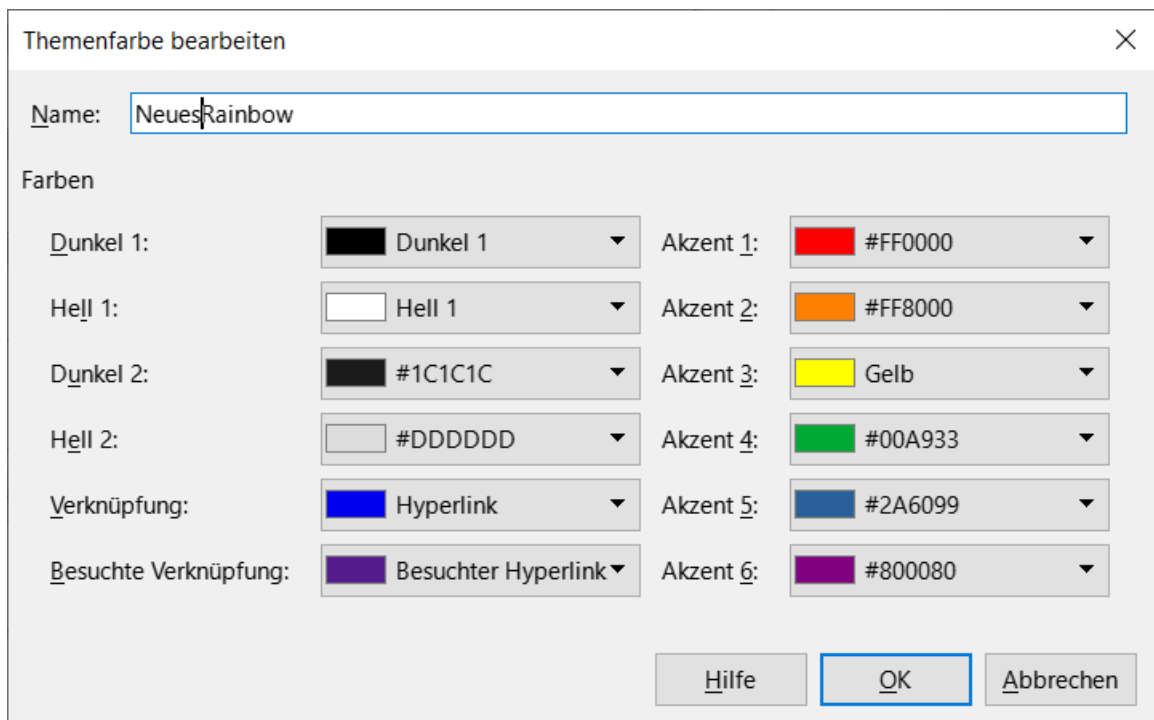 Themenfarbe bearbeiten
Name: NeuesRainbow
Farben
Dunkel 1: Dunkel 1 Akzent 1: #FF0000
Hell 1: Hell 1 Akzent 2: #FF8000
Dunkel 2: #1C1C1C Akzent 3: Gelb
Hell 2: #DDDDDD Akzent 4: #00A933
Verknüpfung: Hyperlink Akzent 5: #2A6099
Besuchte Verknüpfung: Besuchter Hyperlink Akzent 6: #800080
Hilfe OK Abbrechen